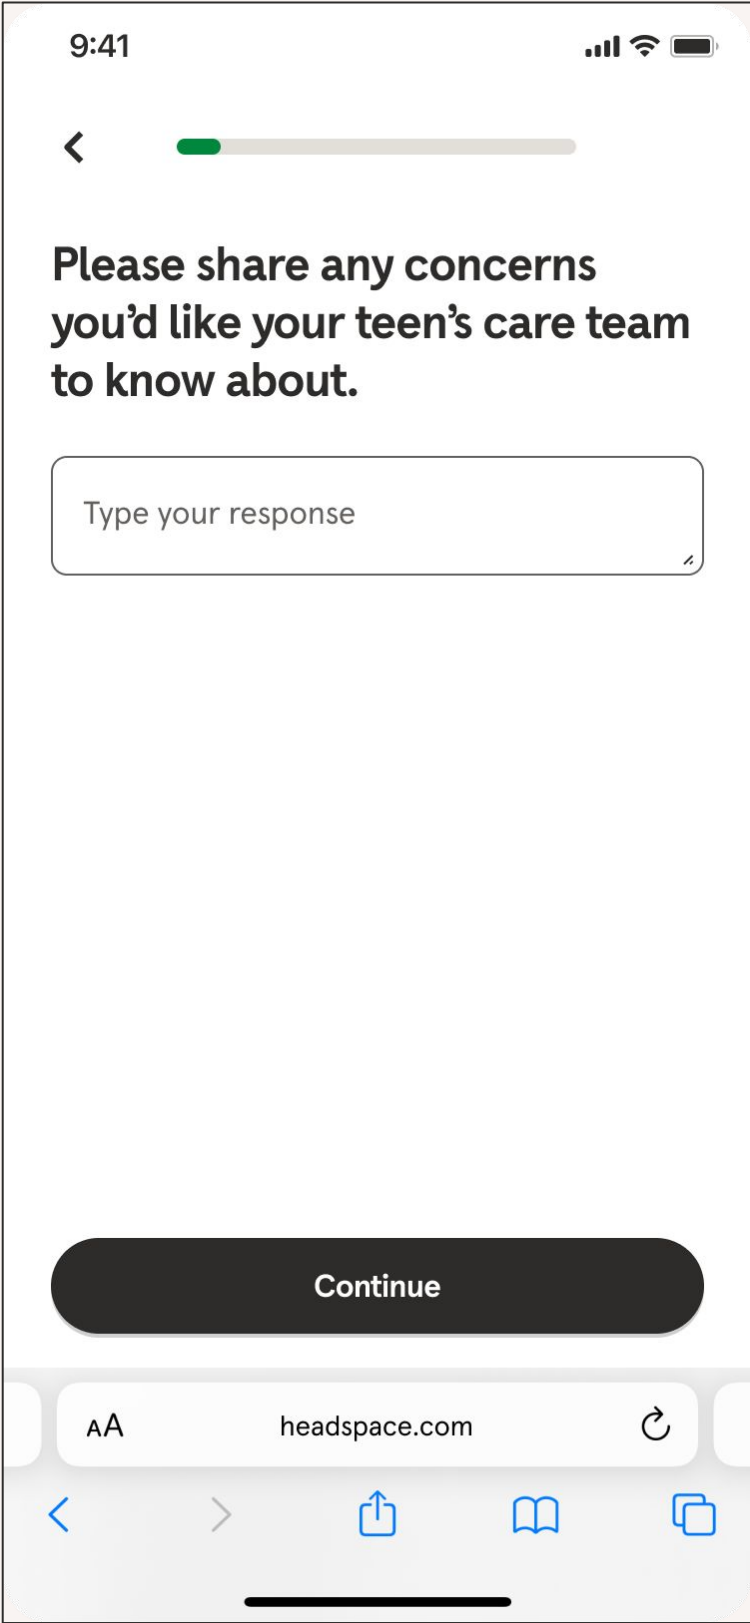 9:41
Please share any concerns
you’d like your teen’s care team
to know about.
Type your response
Continue
AA headspace.com